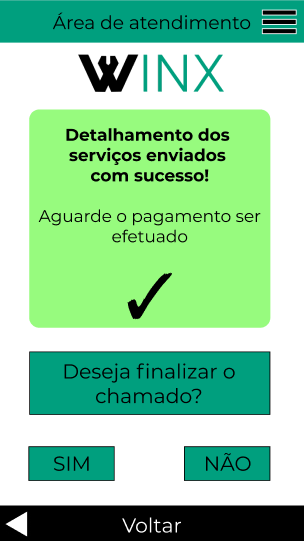 Área de atendimento
WINX
Detalhamento dos
serviços enviados
com sucesso!
Aguarde o pagamento ser
efetuado
Deseja finalizar o
chamado?
SIM
NÃO
Voltar